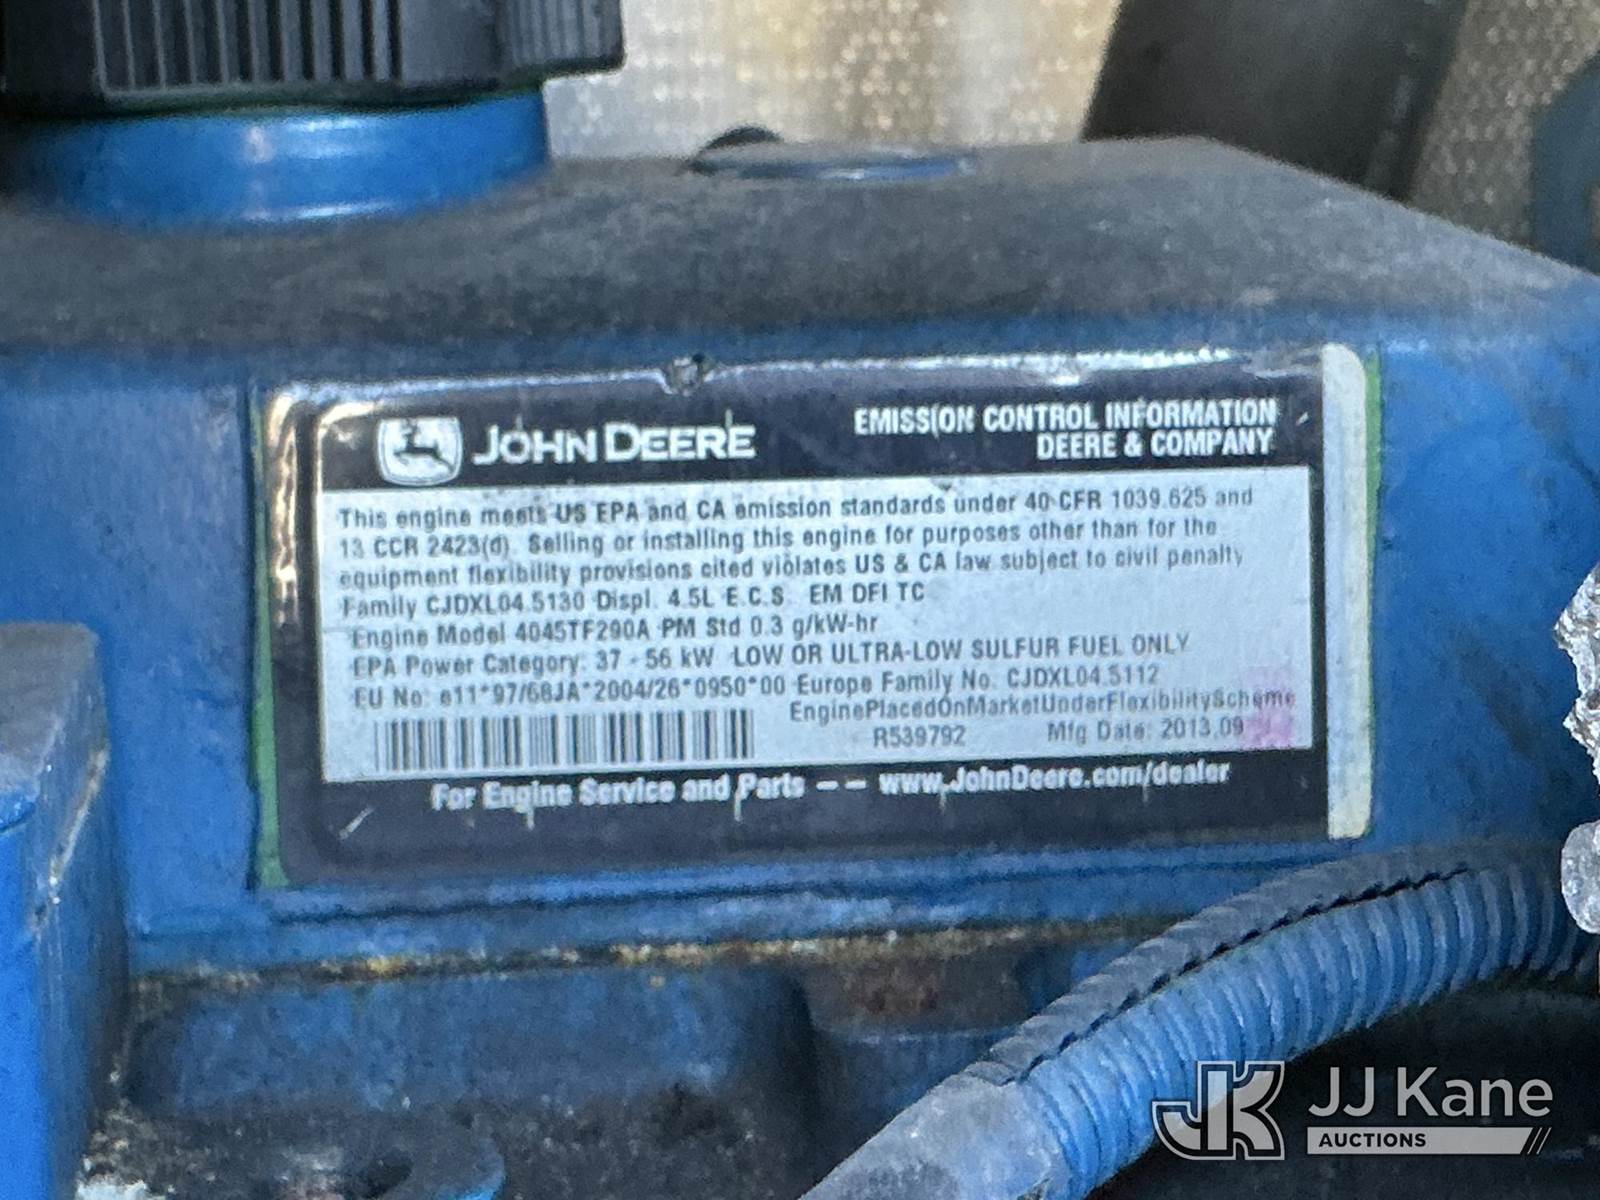 JOHN DEERE
EMISSION CONTROL INFORMATION
DEERE & COMPANY
This engine meets US EPA and CA emission standards under 40 CFR 1039.625 and
13 CCR 2423(d). Selling or installing this engine for purposes other than for the
equipment flexibility provisions cited violates US & CA law subject to civil penalty
Family CJDXL04.5130 Displ. 4.5L E.C.S. EM DFI TC
Engine Model 4045TF290A PM Std 0.3 g/kW-hr
EPA Power Category: 37 - 56 kW LOW OR ULTRA-LOW SULFUR FUEL ONLY
EU No: e11*97/68JA*2004/26*0950*00 Europe Family No. CJDXL04.5112
EnginePlacedOnMarketUnderFlexibilityScheme
R539792 Mfg Date: 2013.09
For Engine Service and Parts -- www.JohnDeere.com/dealer
JK JJ Kane
AUCTIONS